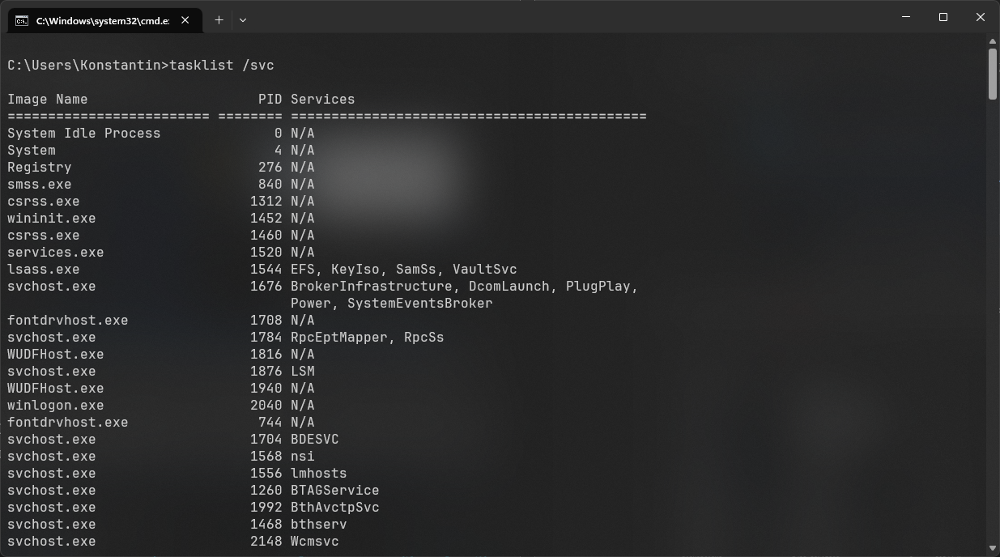 C:\Windows\system32\cmd.e
C:\Users\Konstantin>tasklist /svc
Image Name                     PID Services
========================= ======== ============================================
System Idle Process              0 N/A
System                           4 N/A
Registry                       276 N/A
smss.exe                       840 N/A
csrss.exe                     1312 N/A
wininit.exe                   1452 N/A
csrss.exe                     1460 N/A
services.exe                  1520 N/A
lsass.exe                     1544 EFS, KeyIso, SamSs, VaultSvc
svchost.exe                   1676 BrokerInfrastructure, DcomLaunch, PlugPlay,
                                   Power, SystemEventsBroker
fontdrvhost.exe               1708 N/A
svchost.exe                   1784 RpcEptMapper, RpcSs
WUDFHost.exe                  1816 N/A
svchost.exe                   1876 LSM
WUDFHost.exe                  1940 N/A
winlogon.exe                  2040 N/A
fontdrvhost.exe                744 N/A
svchost.exe                   1704 BDESVC
svchost.exe                   1568 nsi
svchost.exe                   1556 lmhosts
svchost.exe                   1260 BTAGService
svchost.exe                   1992 BthAvctpSvc
svchost.exe                   1468 bthserv
svchost.exe                   2148 Wcmsvc